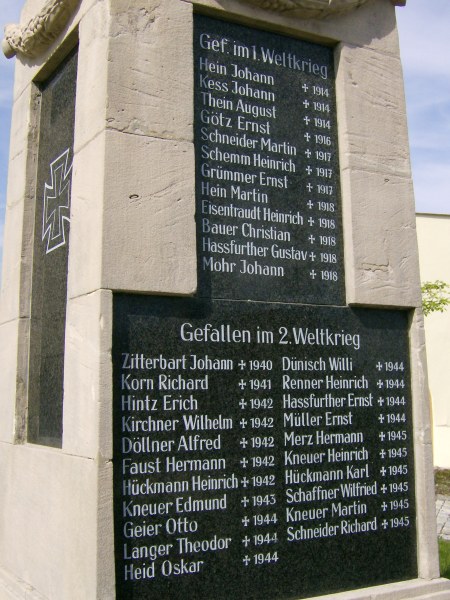 Gef. im 1. Weltkrieg
Hein Johann + 1914
Kess Johann + 1914
Thein August + 1914
Götz Ernst + 1916
Schneider Martin + 1917
Schemm Heinrich + 1917
Grümmer Ernst + 1917
Hein Martin + 1918
Eisentraudt Heinrich + 1918
Bauer Christian + 1918
Hassfurther Gustav + 1918
Mohr Johann + 1918
Gefallen im 2. Weltkrieg
Zitterbart Johann + 1940
Korn Richard + 1941
Hintz Erich + 1942
Kirchner Wilhelm + 1942
Döllner Alfred + 1942
Faust Hermann + 1942
Hückmann Heinrich + 1942
Kneuer Edmund + 1943
Geier Otto + 1944
Langer Theodor + 1944
Heid Oskar + 1944
Dünisch Willi + 1944
Renner Heinrich + 1944
Hassfurther Ernst + 1944
Müller Ernst + 1944
Merz Hermann + 1945
Kneuer Heinrich + 1945
Hückmann Karl + 1945
Schaffner Wilfried + 1945
Kneuer Martin + 1945
Schneider Richard + 1945